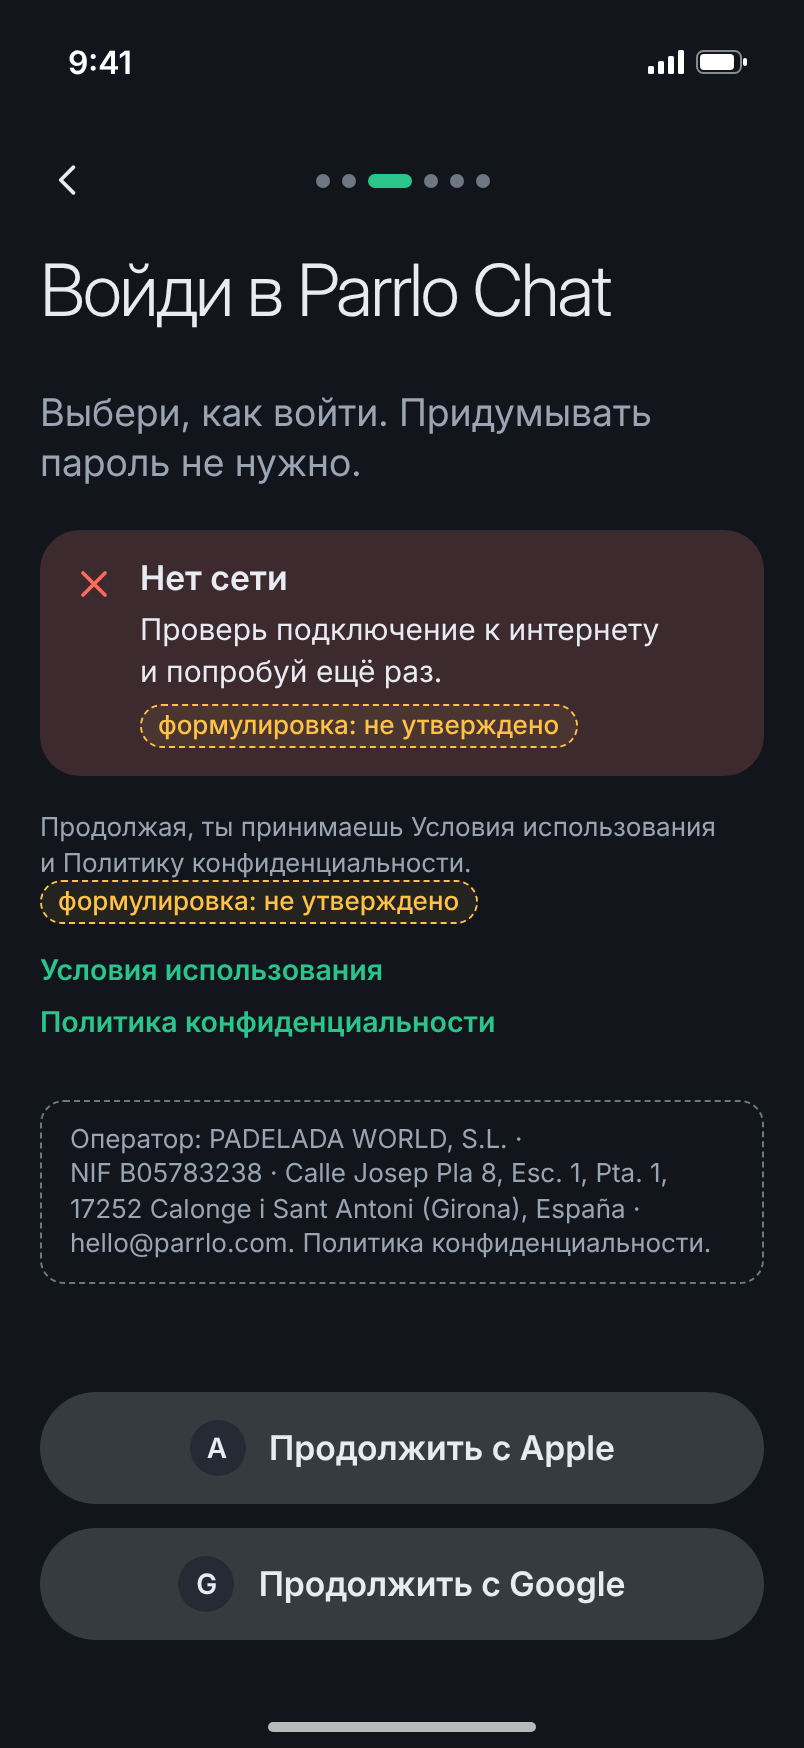 9:41
Войди в Parrlo Chat
Выбери, как войти. Придумывать
пароль не нужно.
Нет сети
Проверь подключение к интернету
и попробуй ещё раз.
формулировка: не утверждено
Продолжая, ты принимаешь Условия использования
и Политику конфиденциальности.
формулировка: не утверждено
Условия использования
Политика конфиденциальности
Оператор: PADELADA WORLD, S.L. ·
NIF B05783238 · Calle Josep Pla 8, Esc. 1, Pta. 1,
17252 Calonge i Sant Antoni (Girona), España ·
hello@parrlo.com. Политика конфиденциальности.
A Продолжить с Apple
G Продолжить с Google